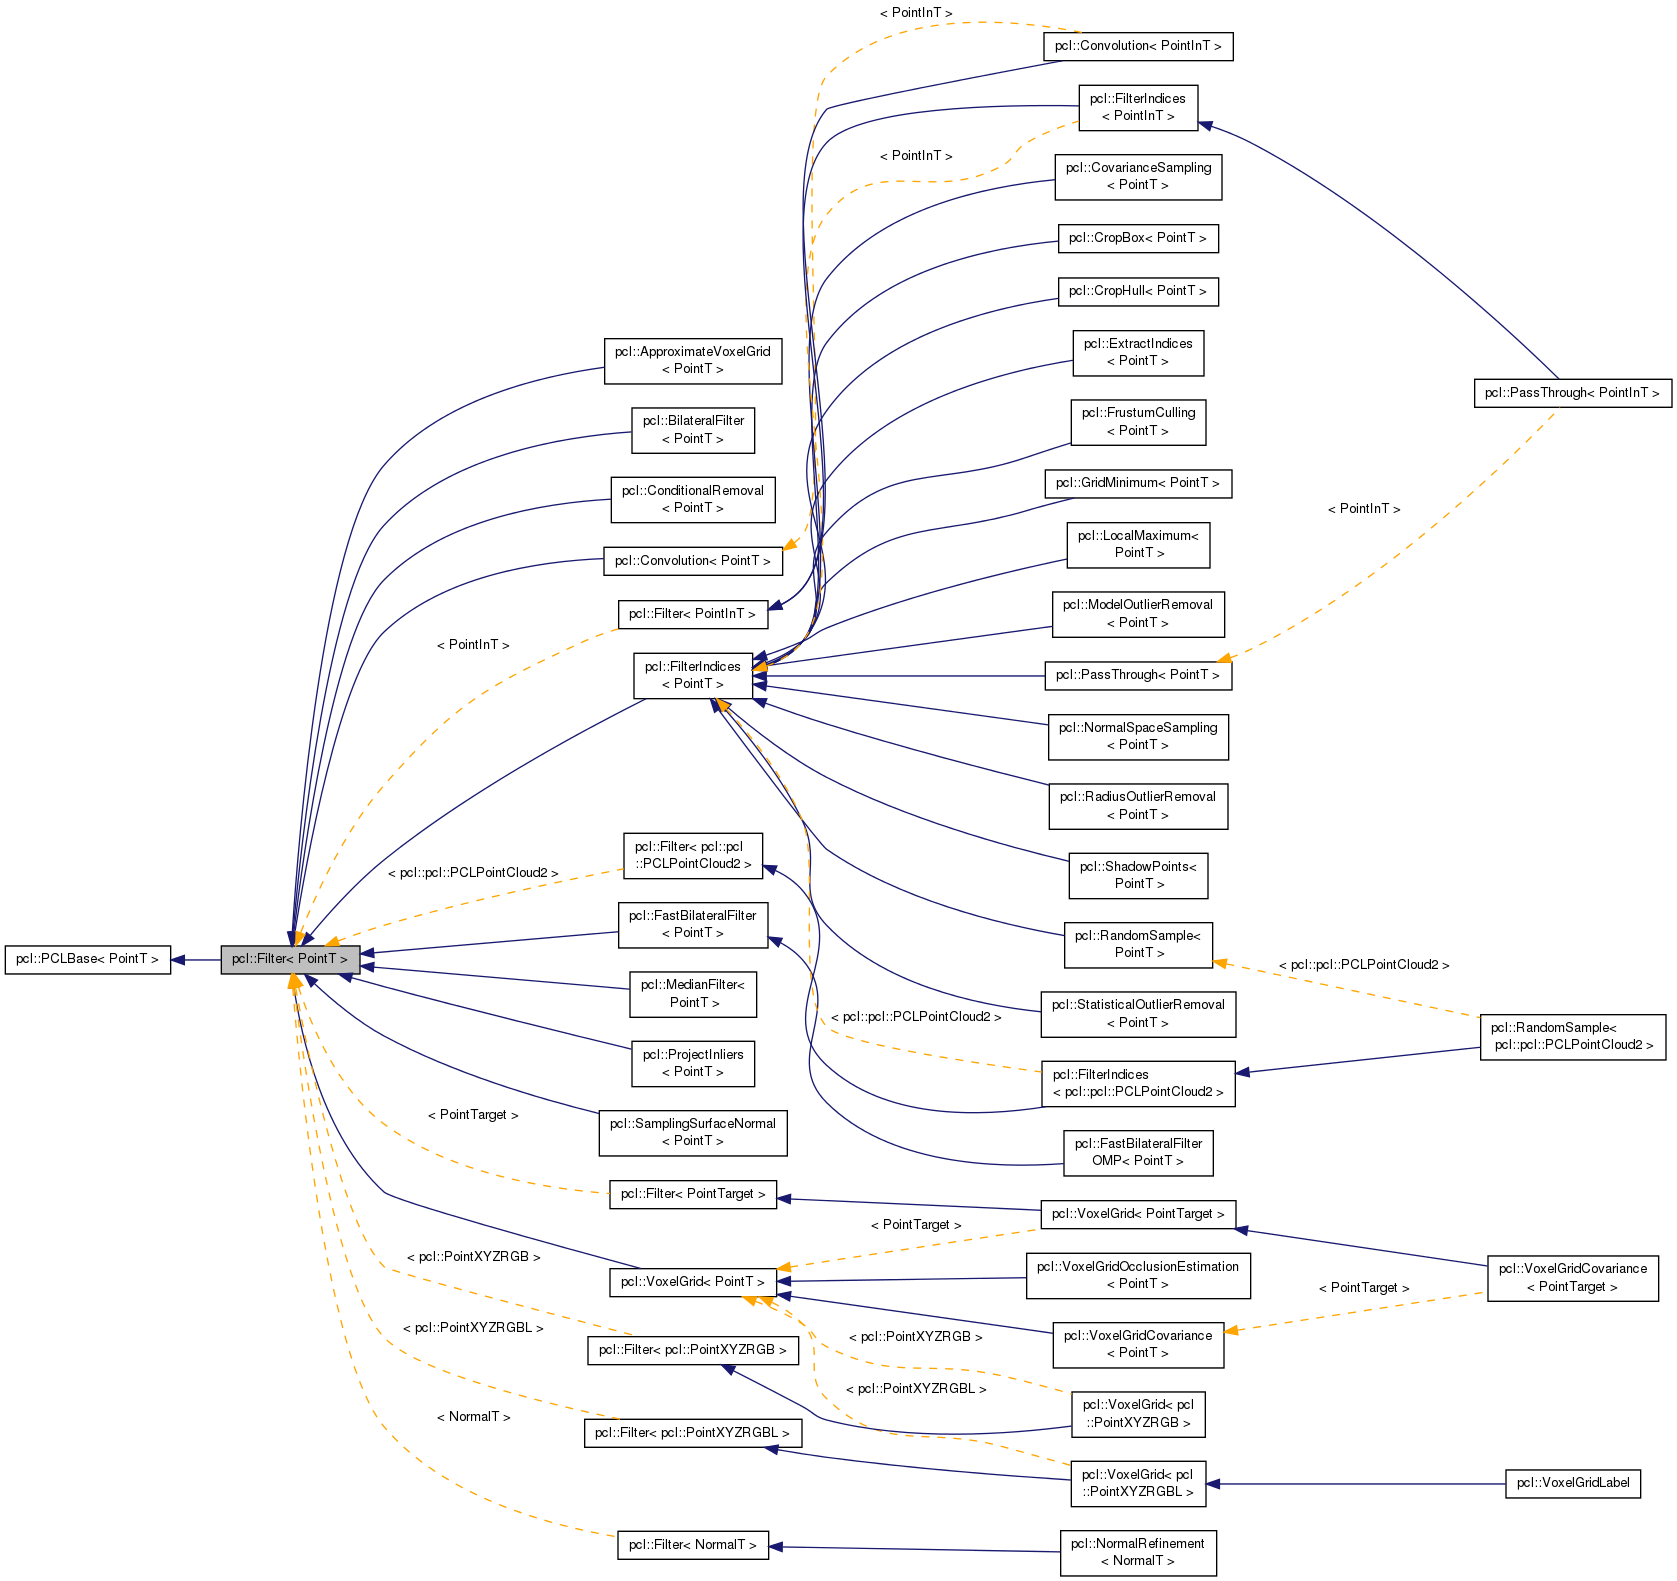 pcl::PCLBase< PointT >
pcl::Filter< PointT >
pcl::ApproximateVoxelGrid
< PointT >
pcl::BilateralFilter
< PointT >
pcl::ConditionalRemoval
< PointT >
pcl::Convolution< PointT >
pcl::Filter< PointInT >
< PointInT >
pcl::FilterIndices
< PointT >
pcl::Filter< pcl::pcl
::PCLPointCloud2 >
< pcl::pcl::PCLPointCloud2 >
pcl::FastBilateralFilter
< PointT >
pcl::MedianFilter<
PointT >
pcl::ProjectInliers
< PointT >
pcl::SamplingSurfaceNormal
< PointT >
< PointTarget >
pcl::Filter< PointTarget >
pcl::VoxelGrid< PointT >
< pcl::PointXYZRGB >
pcl::Filter< pcl::PointXYZRGB >
< pcl::PointXYZRGBL >
pcl::Filter< pcl::PointXYZRGBL >
< NormalT >
pcl::Filter< NormalT >
< PointInT >
pcl::Convolution< PointInT >
pcl::FilterIndices
< PointInT >
< PointInT >
pcl::CovarianceSampling
< PointT >
pcl::CropBox< PointT >
pcl::CropHull< PointT >
pcl::ExtractIndices
< PointT >
pcl::FrustumCulling
< PointT >
pcl::GridMinimum< PointT >
pcl::LocalMaximum<
PointT >
pcl::ModelOutlierRemoval
< PointT >
pcl::PassThrough< PointT >
pcl::NormalSpaceSampling
< PointT >
pcl::RadiusOutlierRemoval
< PointT >
pcl::ShadowPoints<
PointT >
pcl::RandomSample<
PointT >
pcl::StatisticalOutlierRemoval
< PointT >
< pcl::pcl::PCLPointCloud2 >
pcl::FilterIndices
< pcl::pcl::PCLPointCloud2 >
pcl::FastBilateralFilter
OMP< PointT >
pcl::VoxelGrid< PointTarget >
< PointTarget >
pcl::VoxelGridOcclusionEstimation
< PointT >
pcl::VoxelGridCovariance
< PointT >
< pcl::PointXYZRGB >
pcl::VoxelGrid< pcl
::PointXYZRGB >
< pcl::PointXYZRGBL >
pcl::VoxelGrid< pcl
::PointXYZRGBL >
pcl::NormalRefinement
< NormalT >
pcl::PassThrough< PointInT >
< PointInT >
< pcl::pcl::PCLPointCloud2 >
pcl::RandomSample<
pcl::pcl::PCLPointCloud2 >
pcl::VoxelGridCovariance
< PointTarget >
< PointTarget >
pcl::VoxelGridLabel